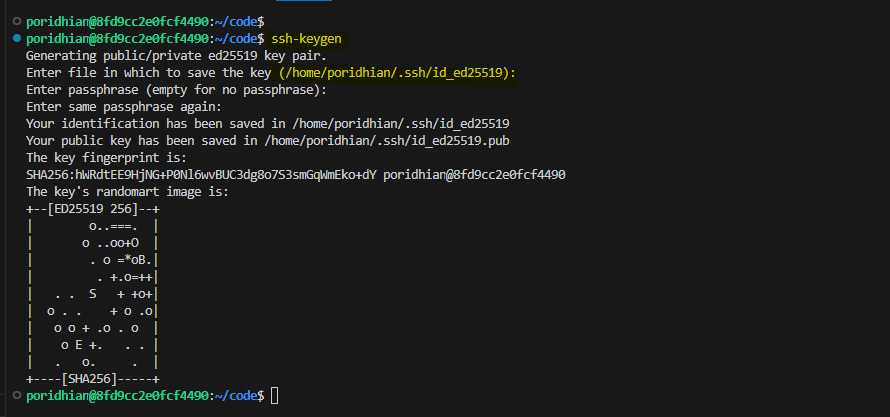 poridhian@8fd9cc2e0fcf4490:~/code$
poridhian@8fd9cc2e0fcf4490:~/code$ ssh-keygen
Generating public/private ed25519 key pair.
Enter file in which to save the key (/home/poridhian/.ssh/id_ed25519):
Enter passphrase (empty for no passphrase):
Enter same passphrase again:
Your identification has been saved in /home/poridhian/.ssh/id_ed25519
Your public key has been saved in /home/poridhian/.ssh/id_ed25519.pub
The key fingerprint is:
SHA256:hWRdtEE9HjNG+P0Nl6wvBUC3dg8o7S3smGqWmEko+dY poridhian@8fd9cc2e0fcf4490
The key's randomart image is:
+--[ED25519 256]--+
|        o..===.  |
|       o ..oo+O  |
|        . o =*oB.|
|         . +.o=++|
|   . .  S   + +o+|
|  o . .    + o .o|
|   o o + .o . o  |
|    o E +.   . . |
|   .   o.     .  |
+----[SHA256]-----+
poridhian@8fd9cc2e0fcf4490:~/code$